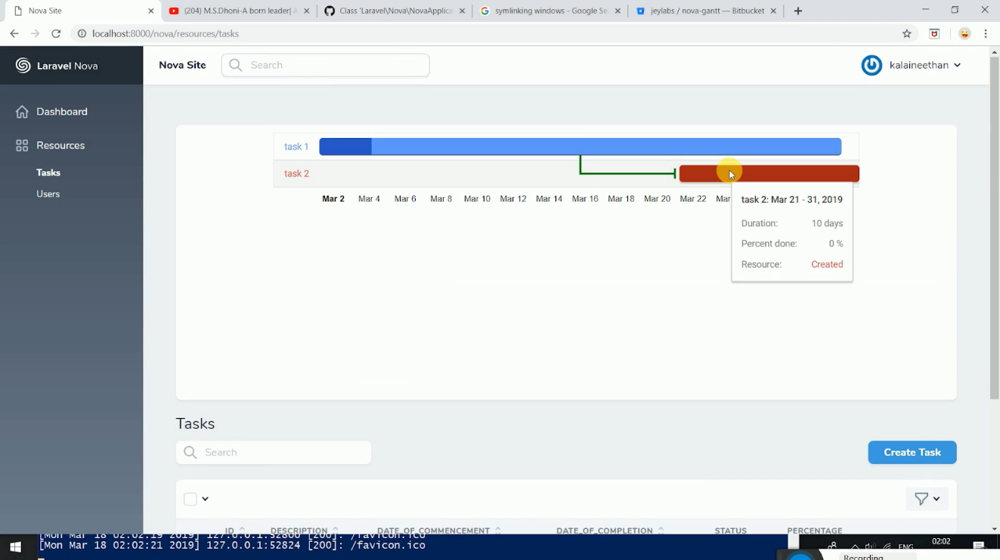 Nova Site
(204) M.S.Dhoni-A born leader| A
Class 'Laravel\Nova\NovaApplica
symlinking windows - Google Se
jeylabs / nova-gantt — Bitbucket
localhost:8000/nova/resources/tasks
Laravel Nova
Nova Site
Search
kalaineethan
Dashboard
Resources
Tasks
Users
task 1
task 2
Mar 2 Mar 4 Mar 6 Mar 8 Mar 10 Mar 12 Mar 14 Mar 16 Mar 18 Mar 20 Mar 22 Mar
task 2: Mar 21 - 31, 2019
Duration: 10 days
Percent done: 0 %
Resource: Created
Tasks
Search
Create Task
ID DESCRIPTION DATE_OF_COMMENCEMENT DATE_OF_COMPLETION STATUS PERCENTAGE
[Mon Mar 18 02:02:19 2019] 127.0.0.1:52800 [200]: /favicon.ico
[Mon Mar 18 02:02:21 2019] 127.0.0.1:52824 [200]: /favicon.ico
ENG
02:02
Recording